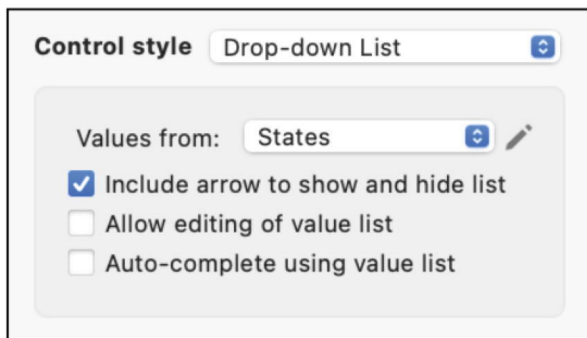 Control style Drop-down List
Values from: States
Include arrow to show and hide list
Allow editing of value list
Auto-complete using value list